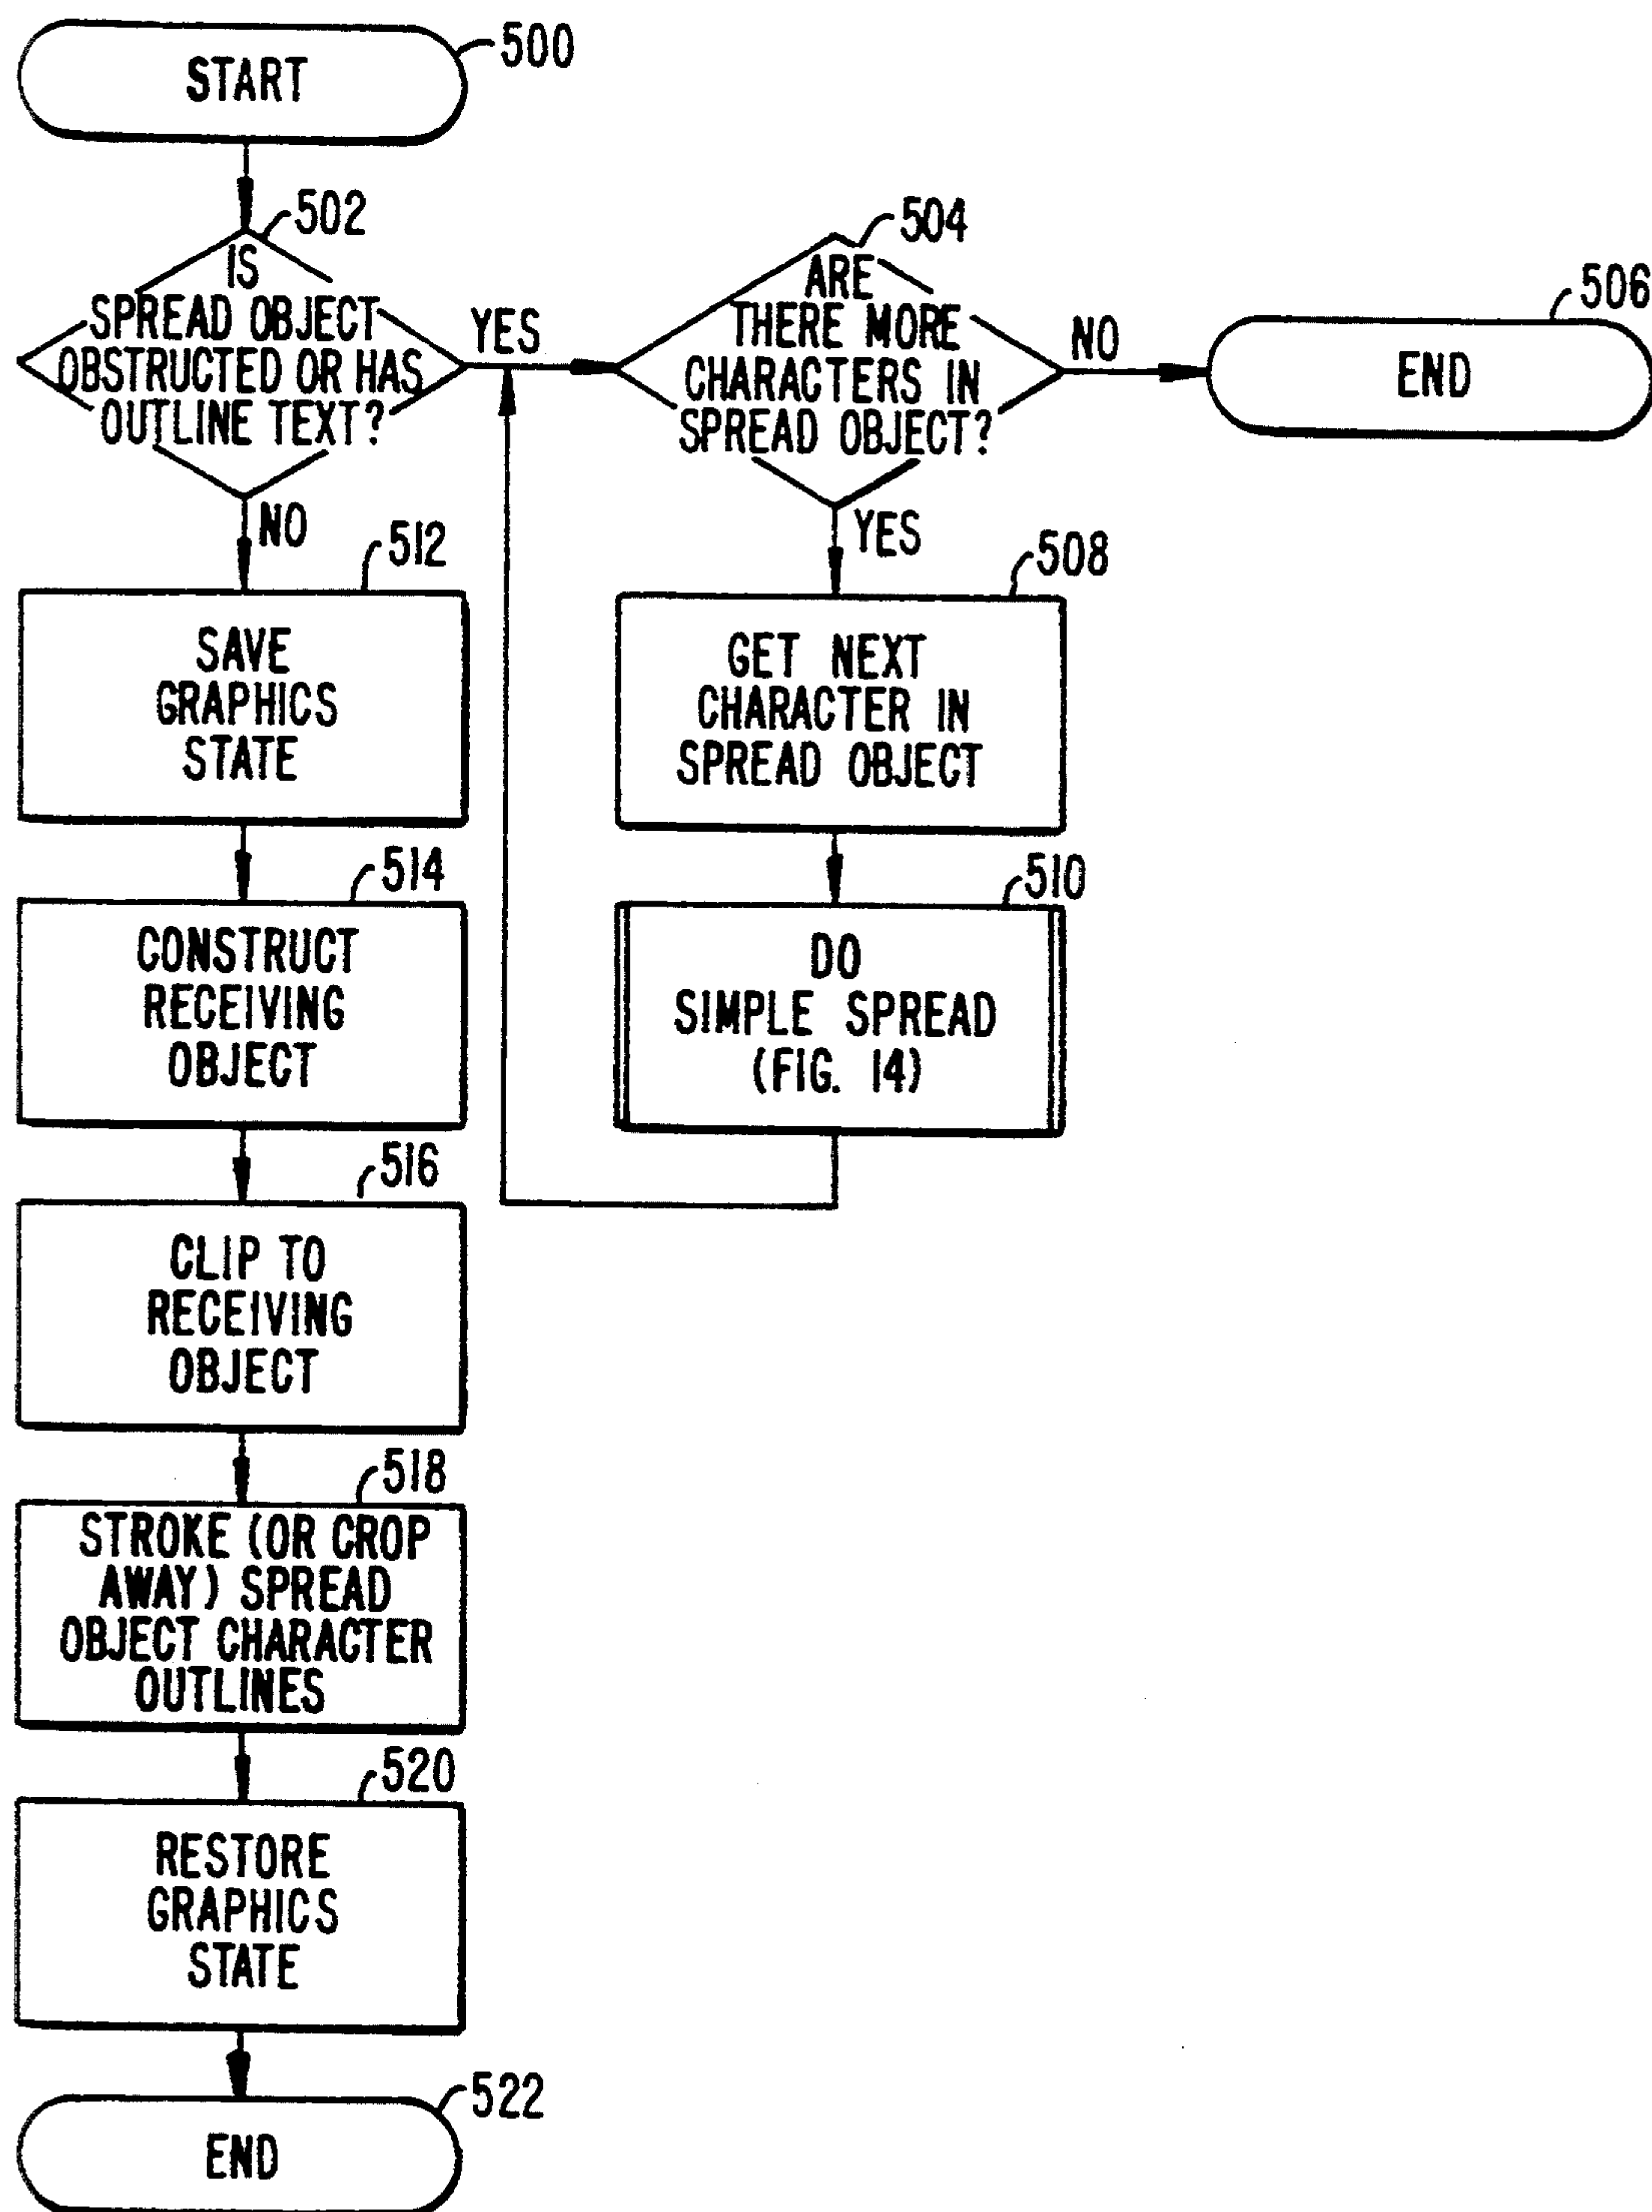 START
500
502
IS
SPREAD OBJECT
OBSTRUCTED OR HAS
OUTLINE TEXT?
YES
NO
504
ARE
THERE MORE
CHARACTERS IN
SPREAD OBJECT?
NO
YES
506
END
512
SAVE
GRAPHICS
STATE
508
GET NEXT
CHARACTER IN
SPREAD OBJECT
514
CONSTRUCT
RECEIVING
OBJECT
510
DO
SIMPLE SPREAD
(FIG. 14)
516
CLIP TO
RECEIVING
OBJECT
518
STROKE (OR CROP
AWAY) SPREAD
OBJECT CHARACTER
OUTLINES
520
RESTORE
GRAPHICS
STATE
522
END